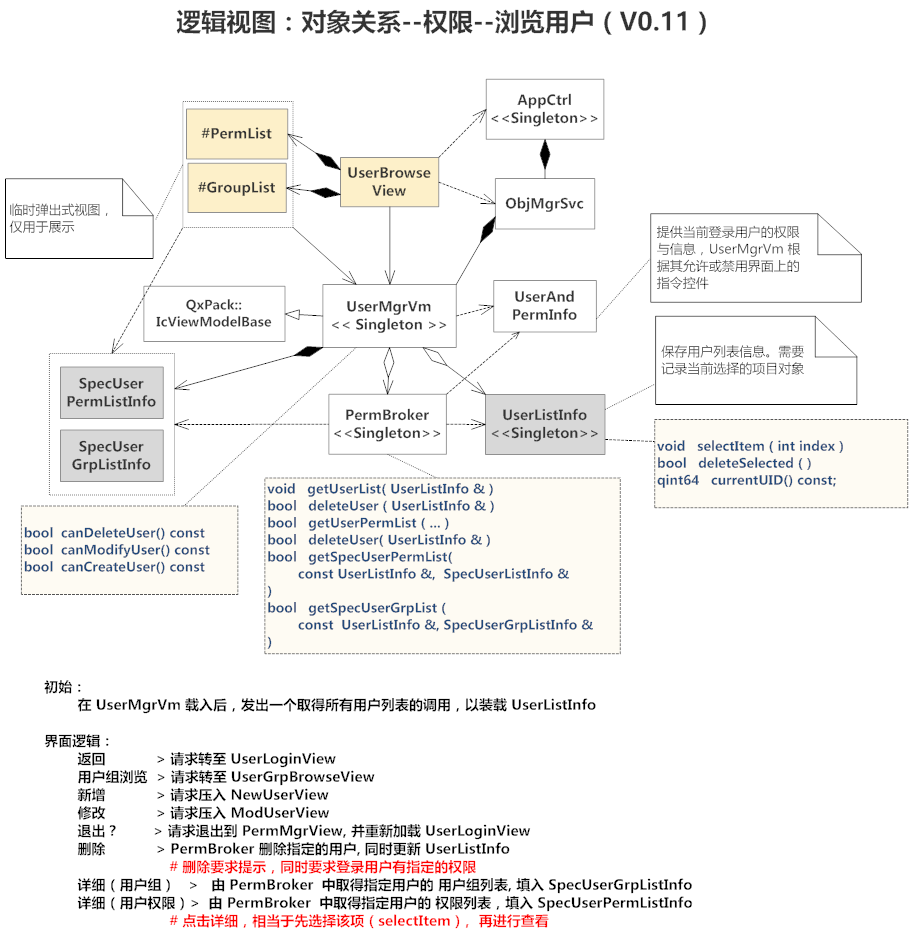 逻辑视图：对象关系--权限--浏览用户（V0.11）
AppCtrl
<<Singleton>>
#PermList
UserBrowse
View
#GroupList
ObjMgrSvc
临时弹出式视图，
仅用于展示
提供当前登录用户的权限
与信息，UserMgrVm 根
据其允许或禁用界面上的
指令控件
QxPack::
IcViewModelBase
UserMgrVm
<< Singleton >>
UserAnd
PermInfo
保存用户列表信息。需要
记录当前选择的项目对象
SpecUser
PermListInfo
SpecUser
GrpListInfo
PermBroker
<<Singleton>>
UserListInfo
<<Singleton>>
void selectItem ( int index )
bool deleteSelected ( )
qint64 currentUID() const;
bool canDeleteUser() const
bool canModifyUser() const
bool canCreateUser() const
void getUserList( UserListInfo & )
bool deleteUser ( UserListInfo & )
bool getUserPermList ( ... )
bool deleteUser( UserListInfo & )
bool getSpecUserPermList(
const UserListInfo &, SpecUserListInfo &
)
bool getSpecUserGrpList (
const UserListInfo &, SpecUserGrpListInfo &
)
初始：
在 UserMgrVm 载入后，发出一个取得所有用户列表的调用，以装载 UserListInfo
界面逻辑：
返回 > 请求转至 UserLoginView
用户组浏览 > 请求转至 UserGrpBrowseView
新增 > 请求压入 NewUserView
修改 > 请求压入 ModUserView
退出？ > 请求退出到 PermMgrView, 并重新加载 UserLoginView
删除 > PermBroker 删除指定的用户, 同时更新 UserListInfo
# 删除要求提示，同时要求登录用户有指定的权限
详细（用户组） > 由 PermBroker 中取得指定用户的 用户组列表, 填入 SpecUserGrpListInfo
详细（用户权限）> 由 PermBroker 中取得指定用户的 权限列表，填入 SpecUserPermListInfo
# 点击详细，相当于先选择该项（selectItem），再进行查看